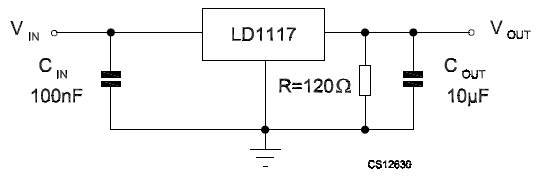 V IN
LD1117
V OUT
C IN
100nF
R=120Ω
C OUT
10µF
CS12630